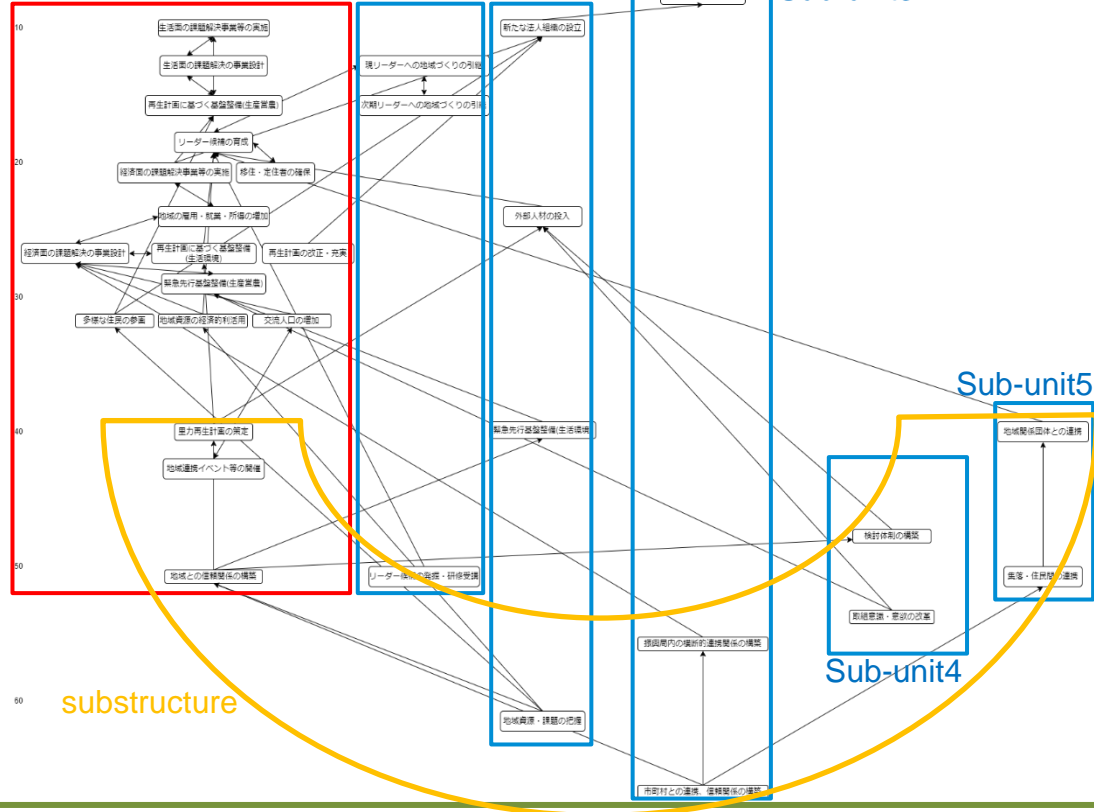 10
生活面の課題解決事業等の実施
新たな法人組織の設立
生活面の課題解決の事業設計
現リーダーへの地域づくりの引継
再生計画に基づく基盤整備(生産営農)
次期リーダーへの地域づくりの引継
リーダー候補の育成
20
経済面の課題解決事業等の実施
移住・定住者の確保
地域の雇用・就業・所得の増加
外部人材の投入
経済面の課題解決の事業設計
再生計画に基づく基盤整備
(生活環境)
再生計画の改正・充実
緊急先行基盤整備(生産営農)
30
多様な住民の参画
地域資源の経済的利活用
交流人口の増加
Sub-unit5
40
里力再生計画の策定
緊急先行基盤整備(生活環境)
地域関係団体との連携
地域連携イベント等の開催
検討体制の構築
50
地域との信頼関係の構築
リーダー候補の発掘・研修受講
集落・住民間の連携
取組意識・意欲の改革
振興局内の横断的連携関係の構築
Sub-unit4
60
substructure
地域資源・課題の把握
市町村との連携、信頼関係の構築